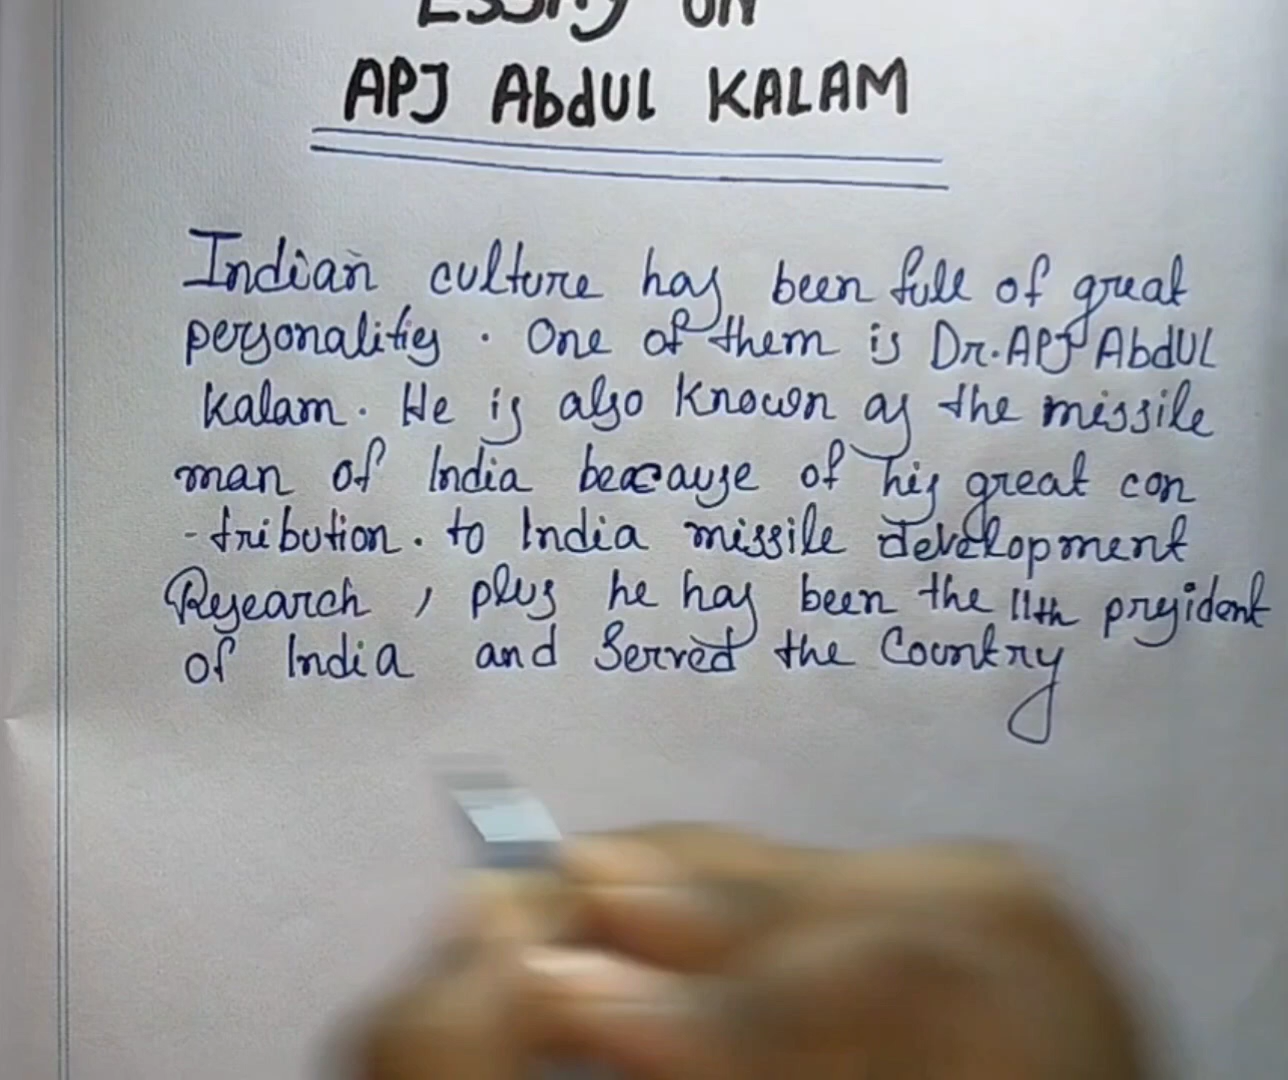 ESSAY ON
APJ AbdUL KALAM
Indian culture has been full of great
personalities. One of them is Dr. APJ AbdUL
Kalam. He is also known as the missile
man of India because of his great con
-tribution. to India missile development
Research, plus he has been the 11th president
of India and Served the Country